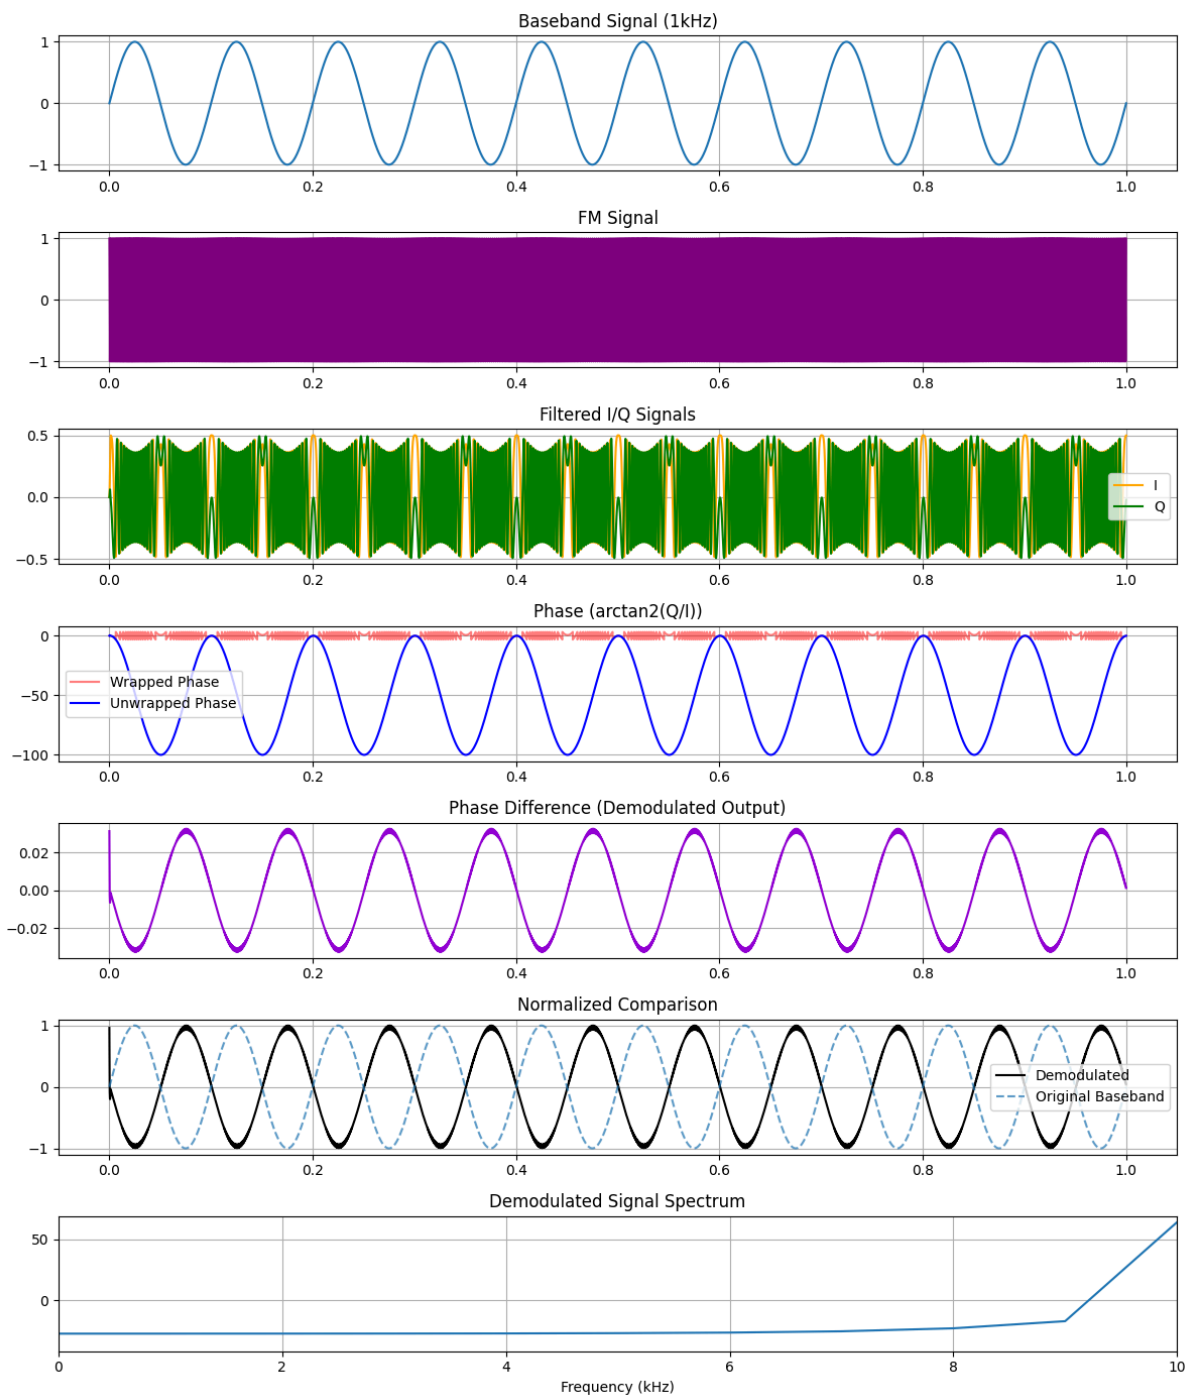 Baseband Signal (1kHz)
1
0
−1
0.0 0.2 0.4 0.6 0.8 1.0
FM Signal
1
0
−1
0.0 0.2 0.4 0.6 0.8 1.0
Filtered I/Q Signals
0.5
0.0
−0.5
I
Q
0.0 0.2 0.4 0.6 0.8 1.0
Phase (arctan2(Q/I))
0
−50
−100
Wrapped Phase
Unwrapped Phase
0.0 0.2 0.4 0.6 0.8 1.0
Phase Difference (Demodulated Output)
0.02
0.00
−0.02
0.0 0.2 0.4 0.6 0.8 1.0
Normalized Comparison
1
0
−1
Demodulated
Original Baseband
0.0 0.2 0.4 0.6 0.8 1.0
Demodulated Signal Spectrum
50
0
0 2 4 6 8 10
Frequency (kHz)